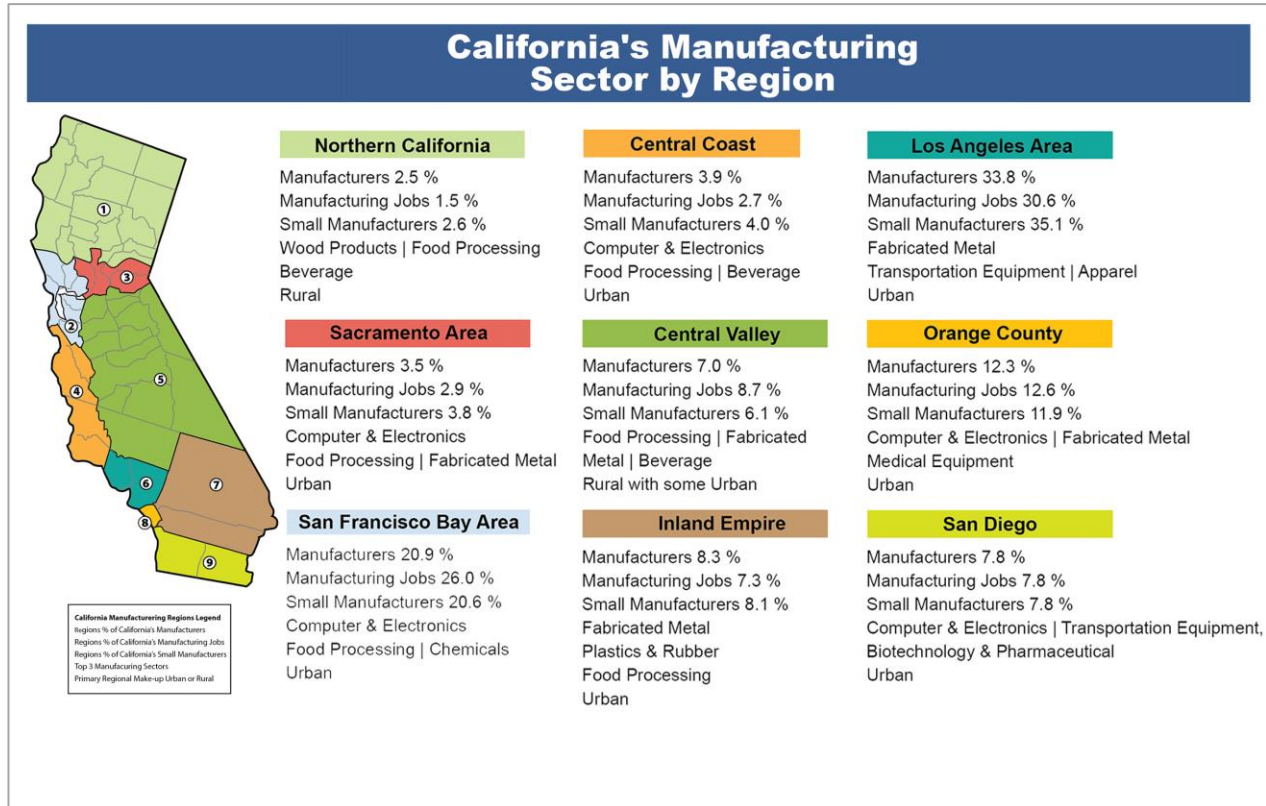 California's Manufacturing
Sector by Region
Northern California
Manufacturers 2.5 %
Manufacturing Jobs 1.5 %
Small Manufacturers 2.6 %
Wood Products | Food Processing
Beverage
Rural
Central Coast
Manufacturers 3.9 %
Manufacturing Jobs 2.7 %
Small Manufacturers 4.0 %
Computer & Electronics
Food Processing | Beverage
Urban
Los Angeles Area
Manufacturers 33.8 %
Manufacturing Jobs 30.6 %
Small Manufacturers 35.1 %
Fabricated Metal
Transportation Equipment | Apparel
Urban
Sacramento Area
Manufacturers 3.5 %
Manufacturing Jobs 2.9 %
Small Manufacturers 3.8 %
Computer & Electronics
Food Processing | Fabricated Metal
Urban
Central Valley
Manufacturers 7.0 %
Manufacturing Jobs 8.7 %
Small Manufacturers 6.1 %
Food Processing | Fabricated
Metal | Beverage
Rural with some Urban
Orange County
Manufacturers 12.3 %
Manufacturing Jobs 12.6 %
Small Manufacturers 11.9 %
Computer & Electronics | Fabricated Metal
Medical Equipment
Urban
San Francisco Bay Area
Manufacturers 20.9 %
Manufacturing Jobs 26.0 %
Small Manufacturers 20.6 %
Computer & Electronics
Food Processing | Chemicals
Urban
Inland Empire
Manufacturers 8.3 %
Manufacturing Jobs 7.3 %
Small Manufacturers 8.1 %
Fabricated Metal
Plastics & Rubber
Food Processing
Urban
San Diego
Manufacturers 7.8 %
Manufacturing Jobs 7.8 %
Small Manufacturers 7.8 %
Computer & Electronics | Transportation Equipment,
Biotechnology & Pharmaceutical
Urban
1
3
2
4
5
6
7
8
9
California Manufacturering Regions Legend
Regions % of California's Manufacturers
Regions % of California's Manufacturing Jobs
Regions % of California's Small Manufacturers
Top 3 Manufacuring Sectors
Primary Regional Make-up Urban or Rural